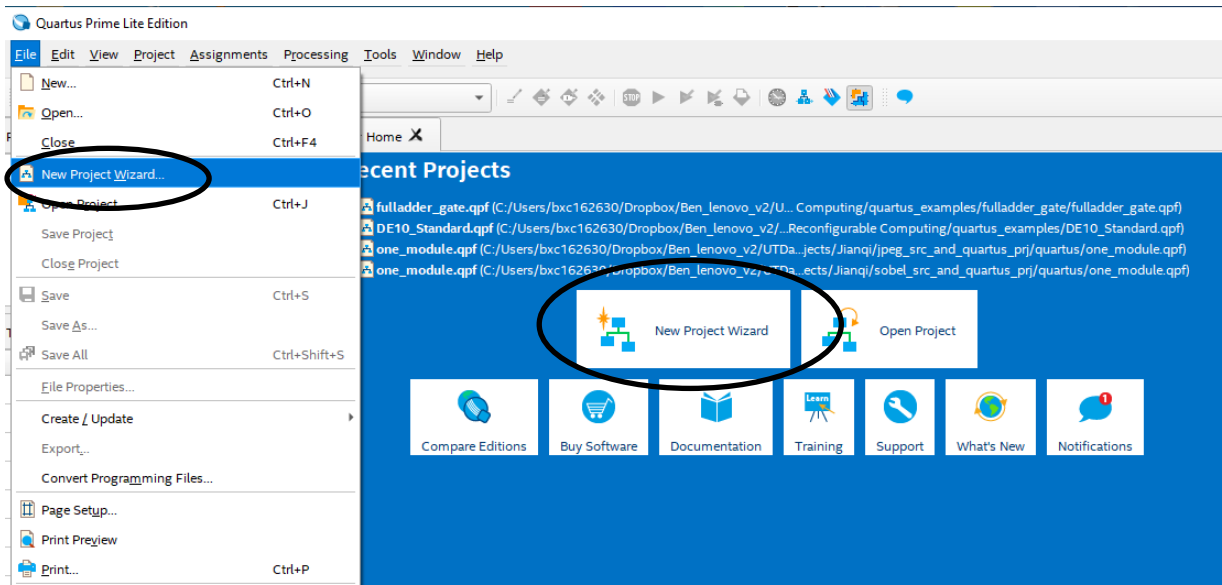 Quartus Prime Lite Edition
File Edit View Project Assignments Processing Tools Window Help
New... Ctrl+N
Open... Ctrl+O
Close Ctrl+F4
New Project Wizard...
Open Project... Ctrl+J
Save Project
Close Project
Save Ctrl+S
Save As...
Save All Ctrl+Shift+S
File Properties...
Create / Update
Export...
Convert Programming Files...
Page Setup...
Print Preview
Print... Ctrl+P
STOP
Home
ecent Projects
fulladder_gate.qpf (C:/Users/bxc162630/Dropbox/Ben_lenovo_v2/U... Computing/quartus_examples/fulladder_gate/fulladder_gate.qpf)
DE10_Standard.qpf (C:/Users/bxc162630/Dropbox/Ben_lenovo_v2/...Reconfigurable Computing/quartus_examples/DE10_Standard.qpf)
one_module.qpf (C:/Users/bxc162630/Dropbox/Ben_lenovo_v2/UTDa...jects/Jianqi/jpeg_src_and_quartus_prj/quartus/one_module.qpf)
one_module.qpf (C:/Users/bxc162630/Dropbox/Ben_lenovo_v2/UTDa...ects/Jianqi/sobel_src_and_quartus_prj/quartus/one_module.qpf)
New Project Wizard Open Project
Learn 1
Compare Editions Buy Software Documentation Training Support What's New Notifications